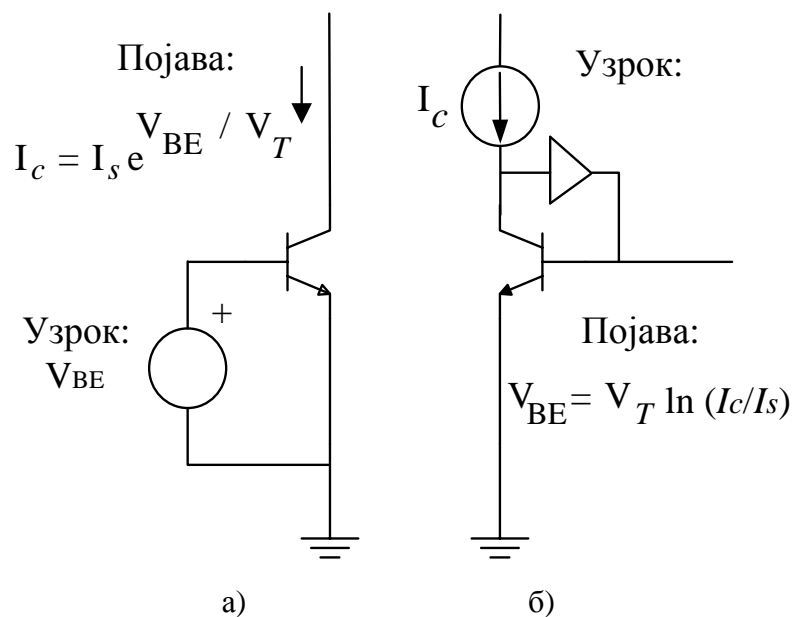 Појава:
I_c = I_s e^{V_BE / V_T}
Узрок:
V_BE
+
а)
Узрок:
I_c
Појава:
V_BE = V_T ln (Ic/Is)
б)